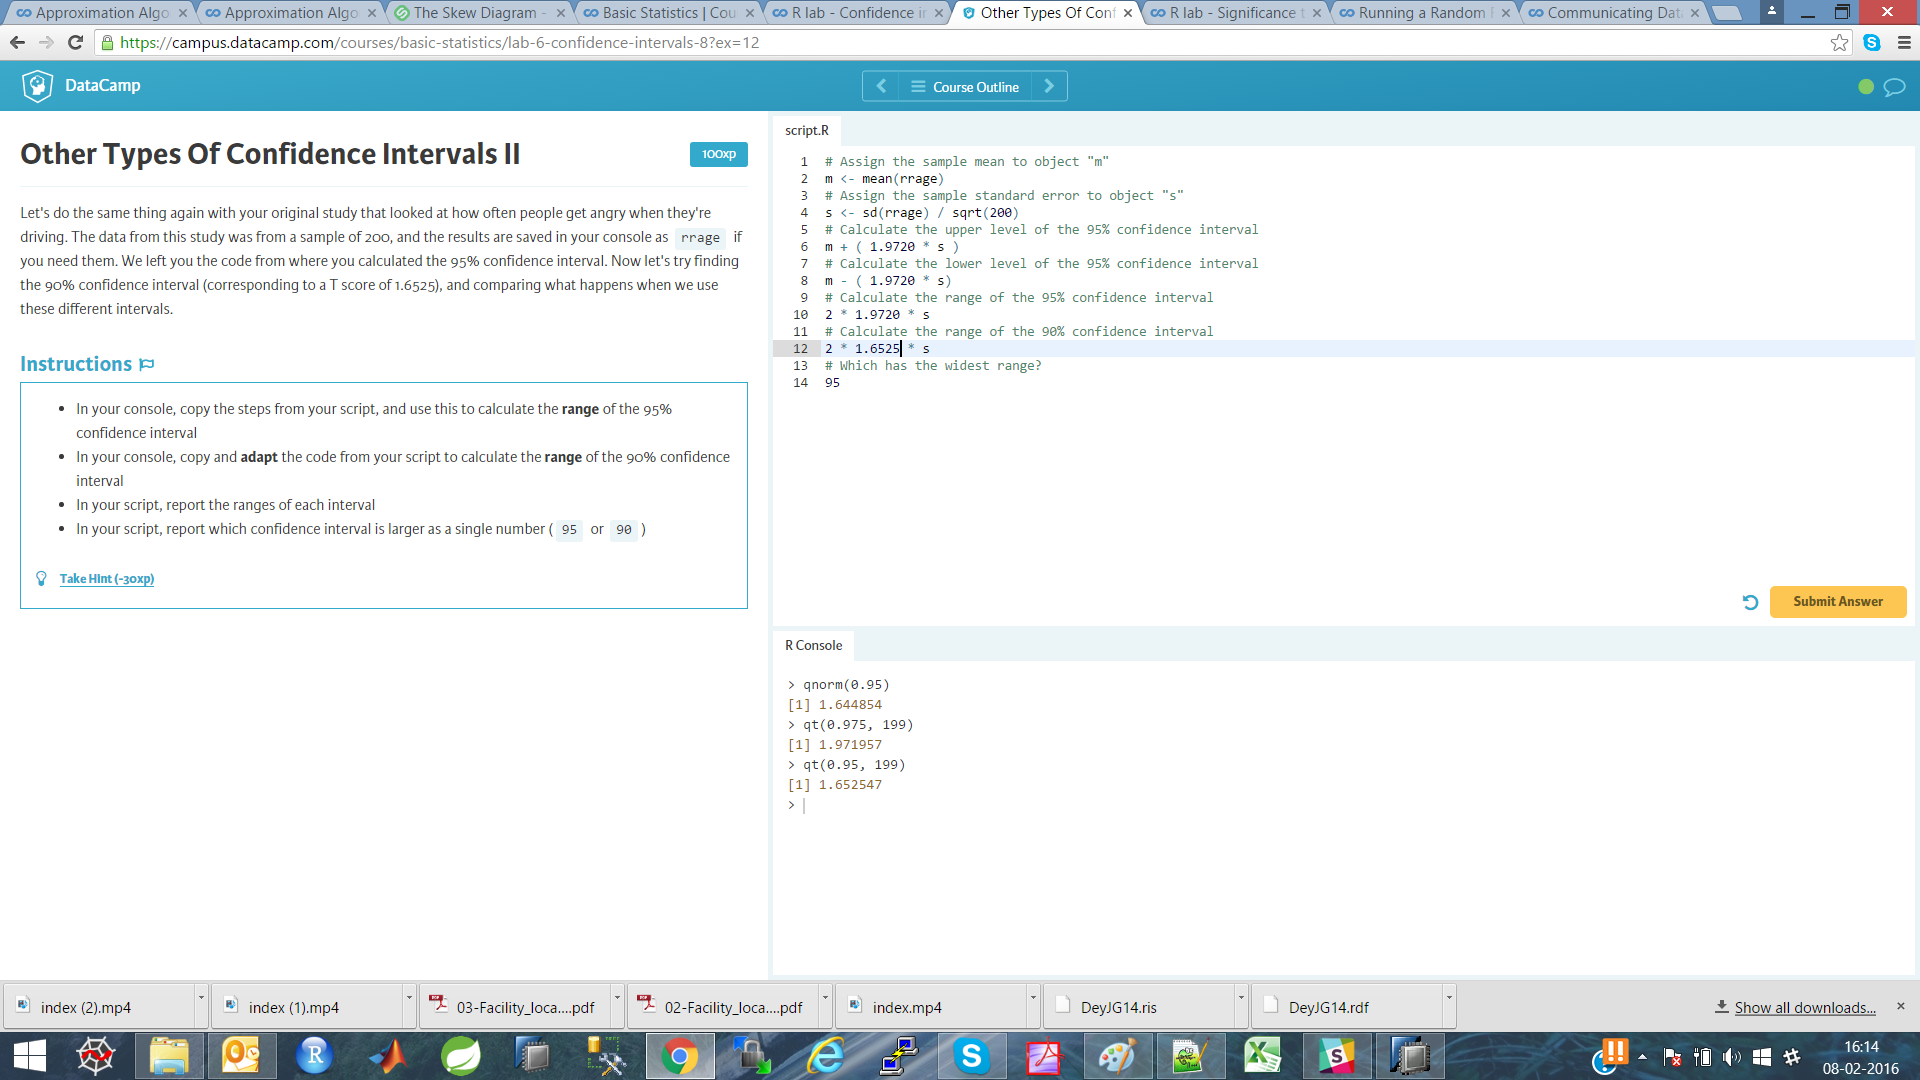 Approximation Algo
Approximation Algo
The Skew Diagram -
Basic Statistics | Cou
R lab - Confidence in
Other Types Of Conf
R lab - Significance t
Running a Random F
Communicating Data
https://campus.datacamp.com/courses/basic-statistics/lab-6-confidence-intervals-8?ex=12
DataCamp
Course Outline
Other Types Of Confidence Intervals II
100xp
Let's do the same thing again with your original study that looked at how often people get angry when they're
driving. The data from this study was from a sample of 200, and the results are saved in your console as rrage if
you need them. We left you the code from where you calculated the 95% confidence interval. Now let's try finding
the 90% confidence interval (corresponding to a T score of 1.6525), and comparing what happens when we use
these different intervals.
Instructions
• In your console, copy the steps from your script, and use this to calculate the range of the 95%
confidence interval
• In your console, copy and adapt the code from your script to calculate the range of the 90% confidence
interval
• In your script, report the ranges of each interval
• In your script, report which confidence interval is larger as a single number ( 95 or 90 )
Take Hint (-30xp)
script.R
1 # Assign the sample mean to object "m"
2 m <- mean(rrage)
3 # Assign the sample standard error to object "s"
4 s <- sd(rrage) / sqrt(200)
5 # Calculate the upper level of the 95% confidence interval
6 m + ( 1.9720 * s )
7 # Calculate the lower level of the 95% confidence interval
8 m - ( 1.9720 * s)
9 # Calculate the range of the 95% confidence interval
10 2 * 1.9720 * s
11 # Calculate the range of the 90% confidence interval
12 2 * 1.6525 * s
13 # Which has the widest range?
14 95
Submit Answer
R Console
> qnorm(0.95)
[1] 1.644854
> qt(0.975, 199)
[1] 1.971957
> qt(0.95, 199)
[1] 1.652547
>
index (2).mp4
index (1).mp4
03-Facility_loca....pdf
02-Facility_loca....pdf
index.mp4
DeyJG14.ris
DeyJG14.rdf
Show all downloads...
16:14
08-02-2016